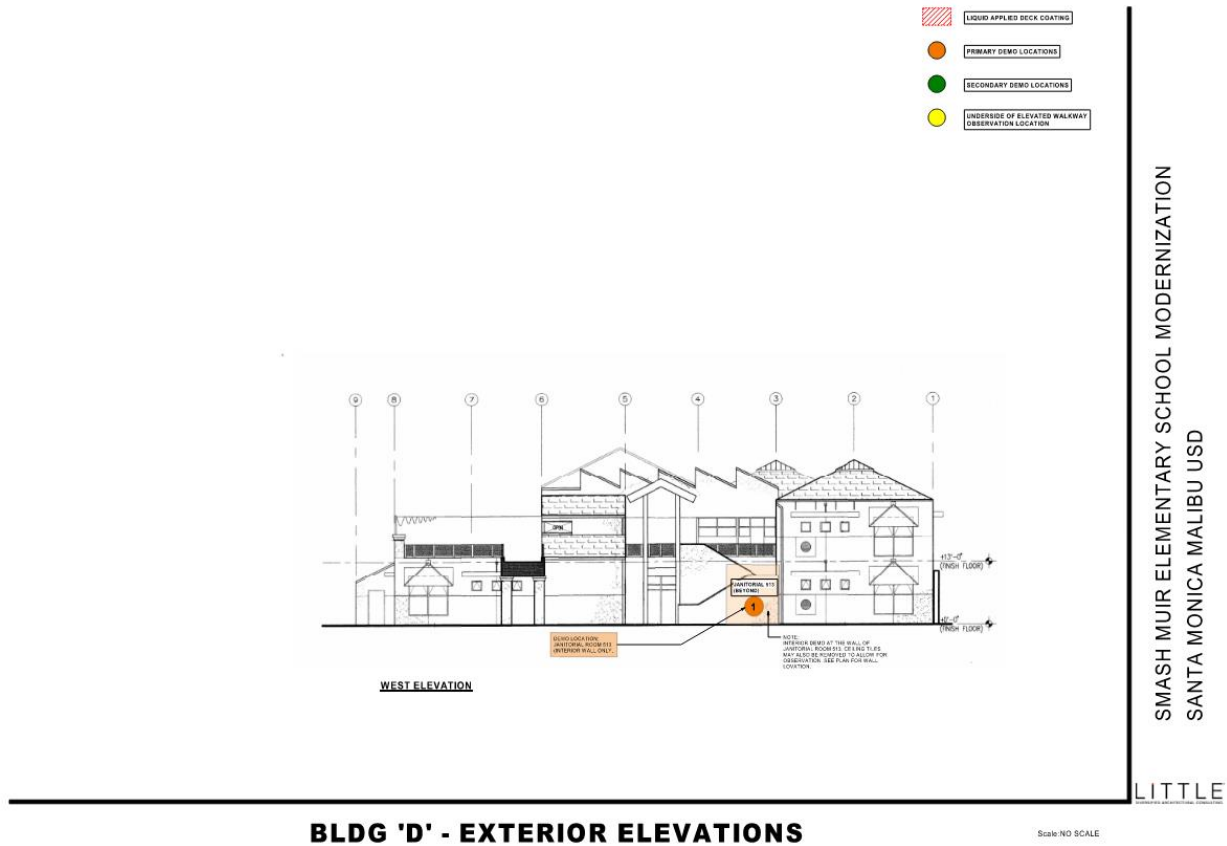 LIQUID APPLIED DECK COATING
PRIMARY DEMO LOCATIONS
SECONDARY DEMO LOCATIONS
UNDERSIDE OF ELEVATED WALKWAY
OBSERVATION LOCATION
9
8
7
6
5
4
3
2
1
OPN.
+13'-0"
(FINISH FLOOR)
JANITORIAL 513
(BEYOND)
1
±0'-0"
(FINISH FLOOR)
DEMO LOCATION:
JANITORIAL ROOM 513
(INTERIOR WALL ONLY)
NOTE:
INTERIOR DEMO AT THE WALL OF
JANITORIAL ROOM 513. CEILING TILES
MAY ALSO BE REMOVED TO ALLOW FOR
OBSERVATION. SEE PLAN FOR WALL
LOCATION.
WEST ELEVATION
SMASH MUIR ELEMENTARY SCHOOL MODERNIZATION
SANTA MONICA MALIBU USD
LITTLE
DIVERSIFIED ARCHITECTURAL CONSULTING
BLDG 'D' - EXTERIOR ELEVATIONS
Scale:NO SCALE